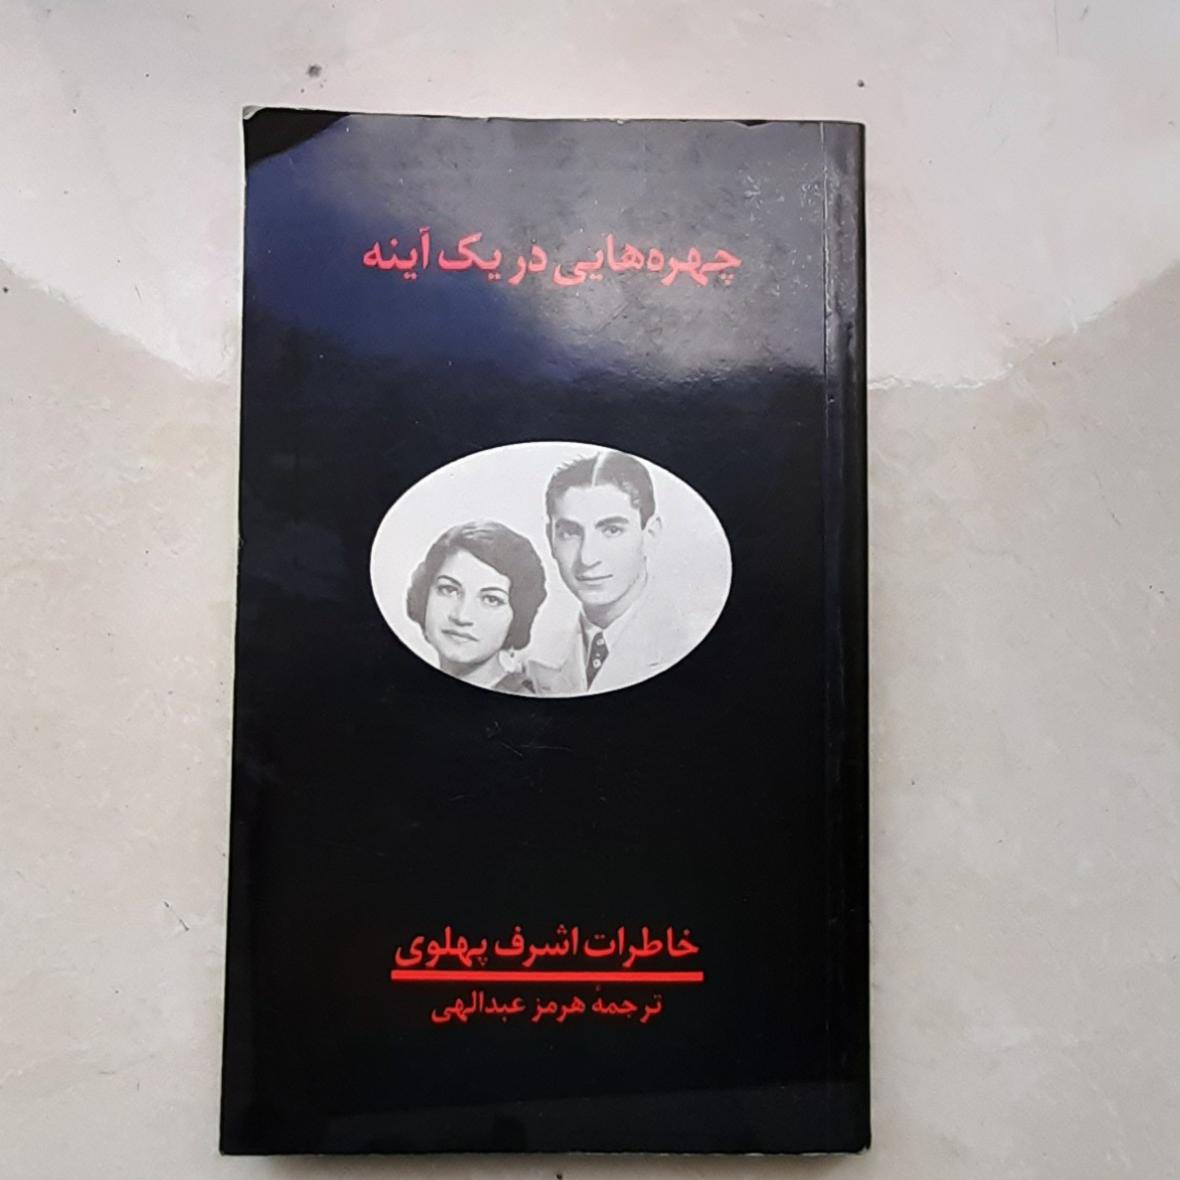 چهره‌هایی در یک آینه
خاطرات اشرف پهلوی
ترجمهٔ هرمز عبدالهی